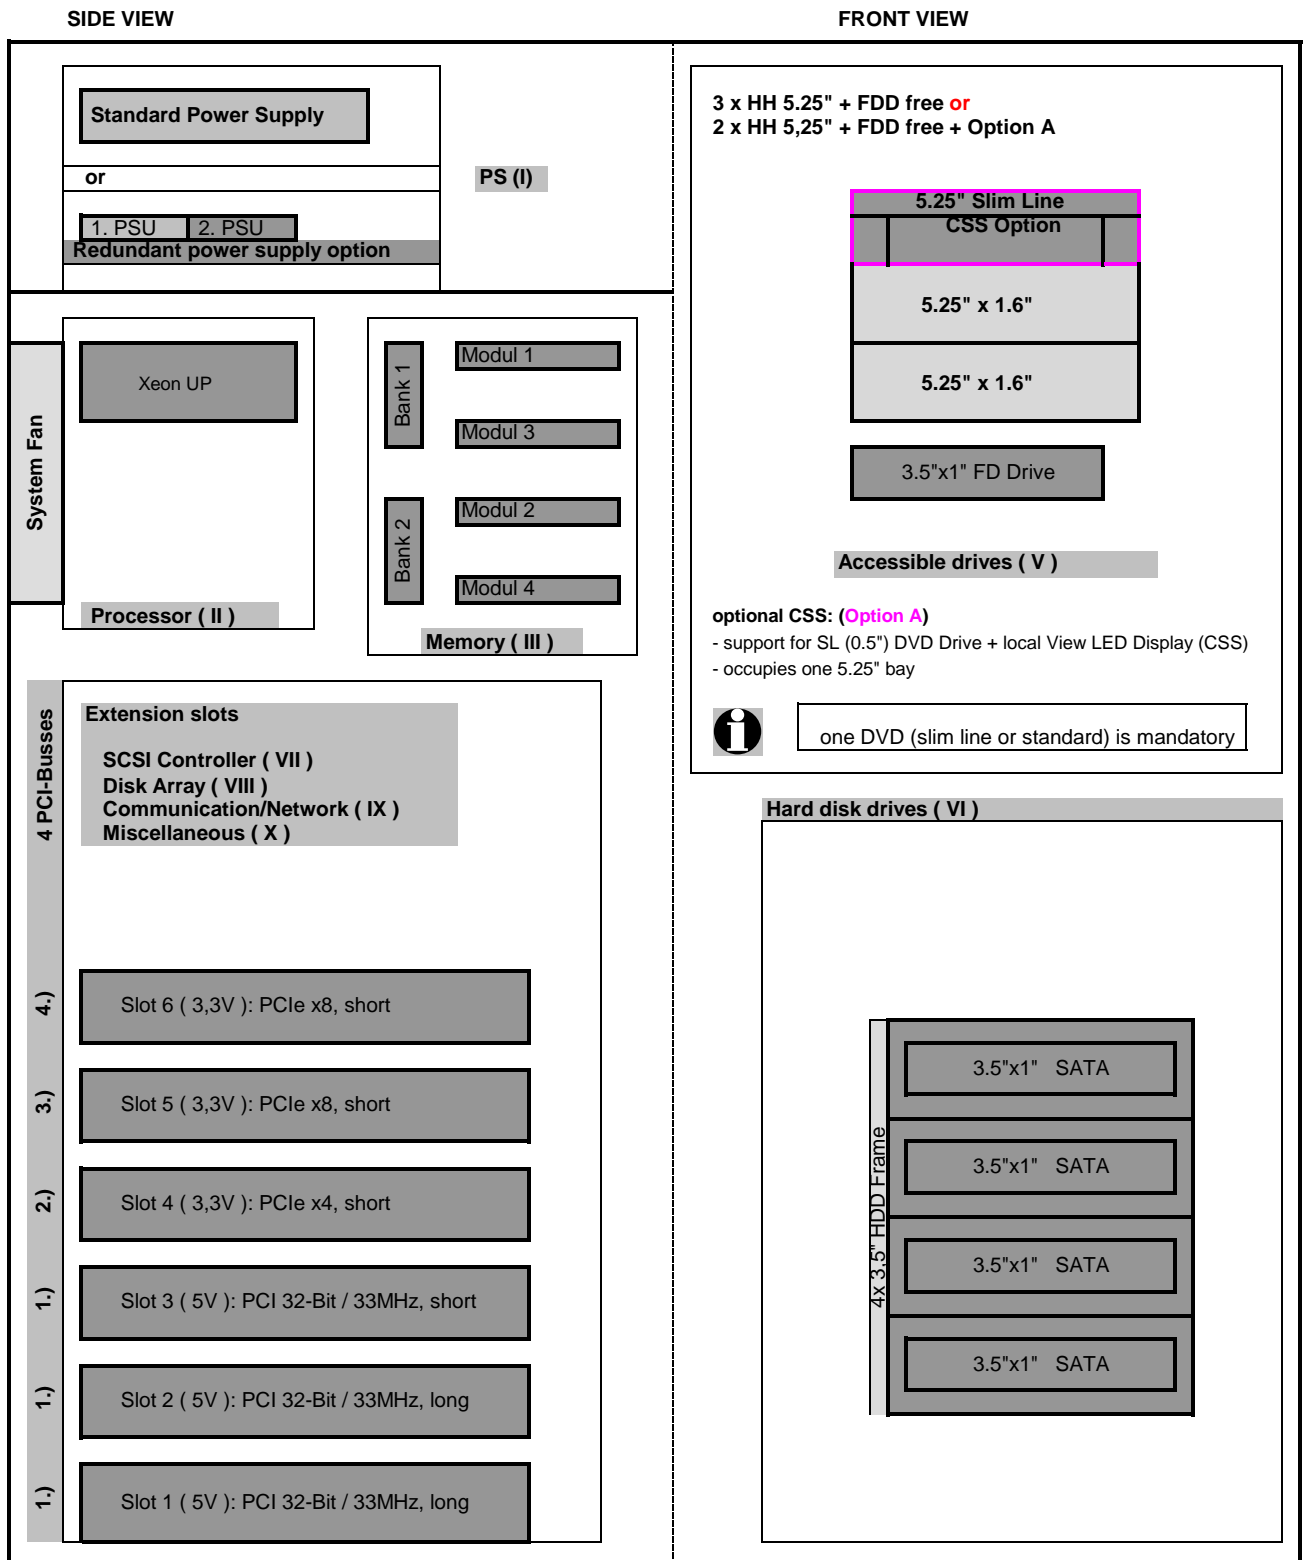 SIDE VIEW
FRONT VIEW
Standard Power Supply
or
PS (I)
1. PSU
2. PSU
Redundant power supply option
System Fan
Xeon UP
Processor ( II )
Bank 1
Modul 1
Modul 3
Bank 2
Modul 2
Modul 4
Memory ( III )
4 PCI-Busses
Extension slots
SCSI Controller ( VII )
Disk Array ( VIII )
Communication/Network ( IX )
Miscellaneous ( X )
4.)
Slot 6 ( 3,3V ): PCIe x8, short
3.)
Slot 5 ( 3,3V ): PCIe x8, short
2.)
Slot 4 ( 3,3V ): PCIe x4, short
1.)
Slot 3 ( 5V ): PCI 32-Bit / 33MHz, short
1.)
Slot 2 ( 5V ): PCI 32-Bit / 33MHz, long
1.)
Slot 1 ( 5V ): PCI 32-Bit / 33MHz, long
3 x HH 5.25" + FDD free or
2 x HH 5,25" + FDD free + Option A
5.25" Slim Line
CSS Option
5.25" x 1.6"
5.25" x 1.6"
3.5"x1" FD Drive
Accessible drives ( V )
optional CSS: (Option A)
- support for SL (0.5") DVD Drive + local View LED Display (CSS)
- occupies one 5.25" bay
i
one DVD (slim line or standard) is mandatory
Hard disk drives ( VI )
4x 3,5" HDD Frame
3.5"x1" SATA
3.5"x1" SATA
3.5"x1" SATA
3.5"x1" SATA